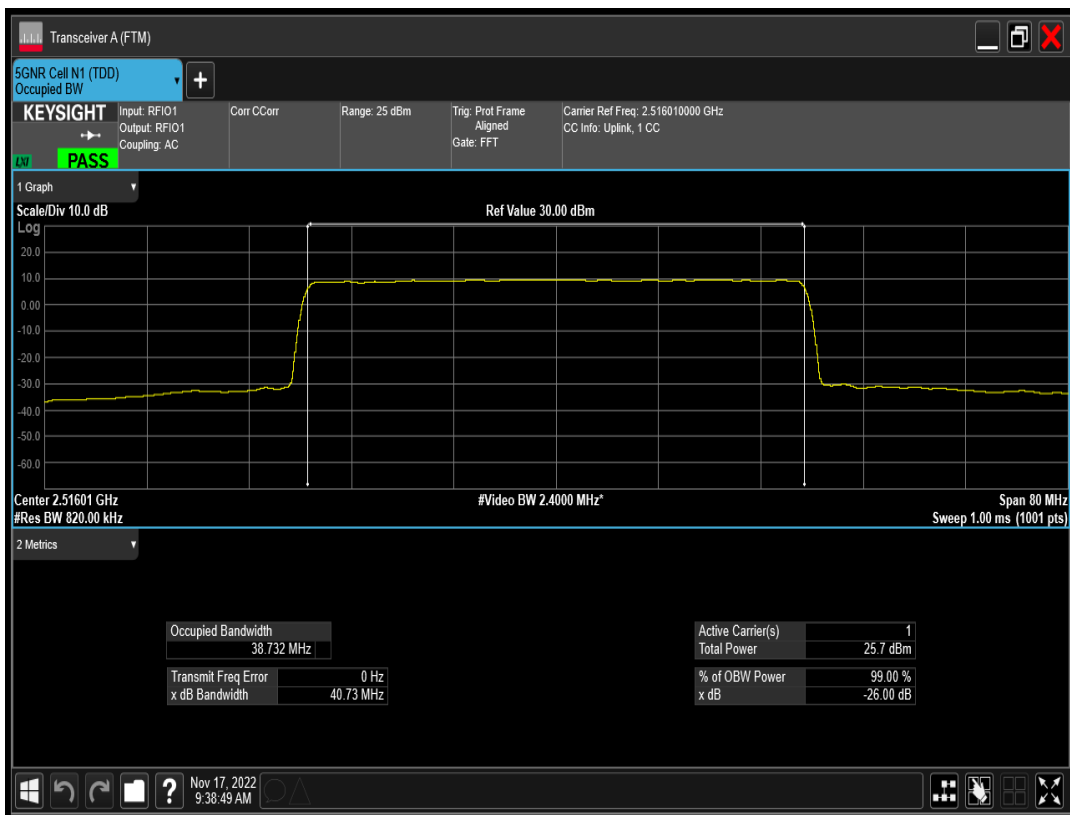 Transceiver A (FTM)
5GNR Cell N1 (TDD)
Occupied BW
+
KEYSIGHT
LXI
PASS
Input: RFIO1
Output: RFIO1
Coupling: AC
Corr CCorr
Range: 25 dBm
Trig: Prot Frame
Aligned
Gate: FFT
Carrier Ref Freq: 2.516010000 GHz
CC Info: Uplink, 1 CC
1 Graph
Scale/Div 10.0 dB
Ref Value 30.00 dBm
Log
20.0
10.0
0.00
-10.0
-20.0
-30.0
-40.0
-50.0
-60.0
Center 2.51601 GHz
#Video BW 2.4000 MHz*
Span 80 MHz
#Res BW 820.00 kHz
Sweep 1.00 ms (1001 pts)
2 Metrics
Occupied Bandwidth
38.732 MHz
Transmit Freq Error 0 Hz
x dB Bandwidth 40.73 MHz
Active Carrier(s) 1
Total Power 25.7 dBm
% of OBW Power 99.00 %
x dB -26.00 dB
?
Nov 17, 2022
9:38:49 AM